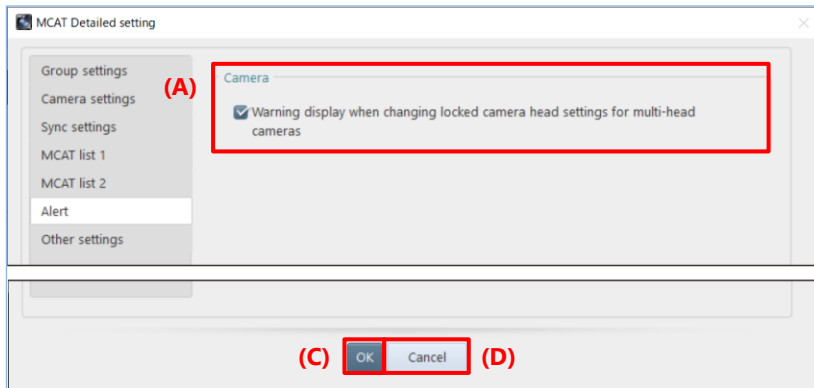 MCAT Detailed setting
Group settings
Camera settings
Sync settings
MCAT list 1
MCAT list 2
Alert
Other settings
(A)
Camera
Warning display when changing locked camera head settings for multi-head
cameras
(C)
OK
Cancel
(D)